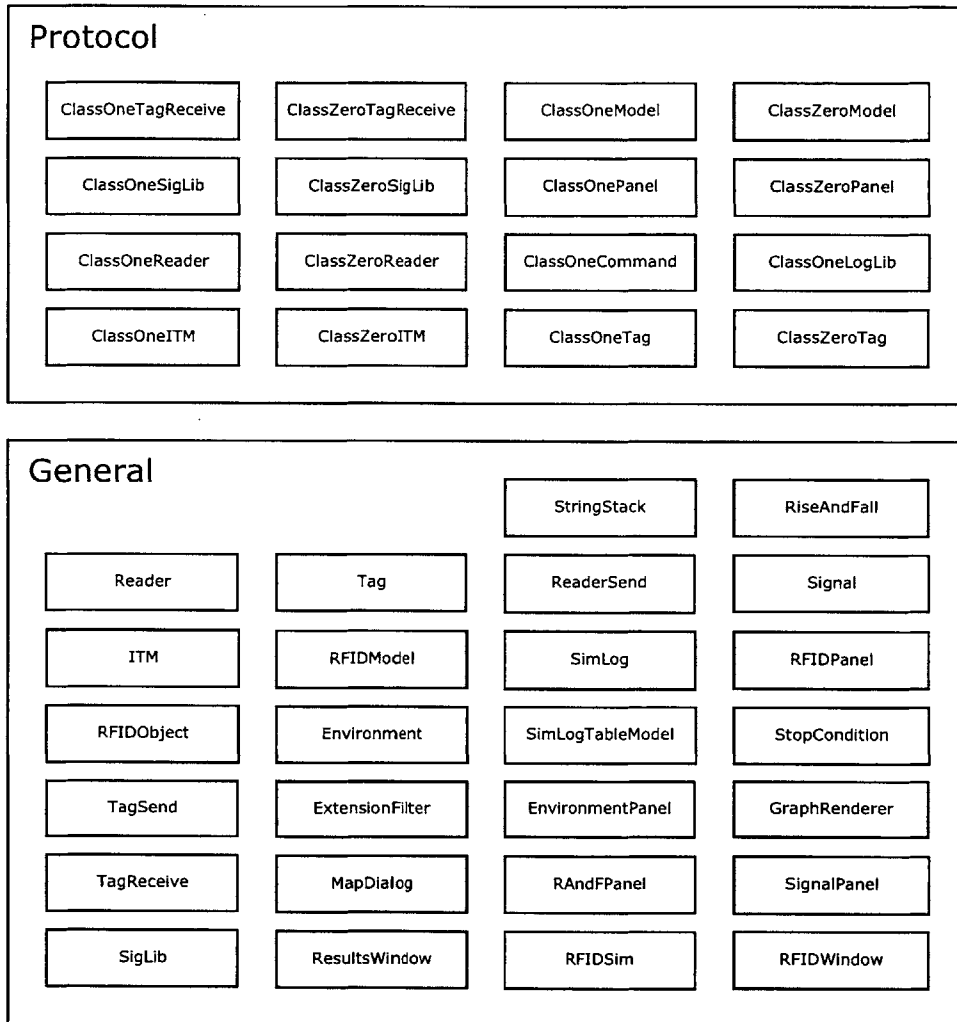 Protocol
ClassOneTagReceive ClassZeroTagReceive ClassOneModel ClassZeroModel
ClassOneSigLib ClassZeroSigLib ClassOnePanel ClassZeroPanel
ClassOneReader ClassZeroReader ClassOneCommand ClassOneLogLib
ClassOneITM ClassZeroITM ClassOneTag ClassZeroTag
General
StringStack RiseAndFall
Reader Tag ReaderSend Signal
ITM RFIDModel SimLog RFIDPanel
RFIDObject Environment SimLogTableModel StopCondition
TagSend ExtensionFilter EnvironmentPanel GraphRenderer
TagReceive MapDialog RAndFPanel SignalPanel
SigLib ResultsWindow RFIDSim RFIDWindow